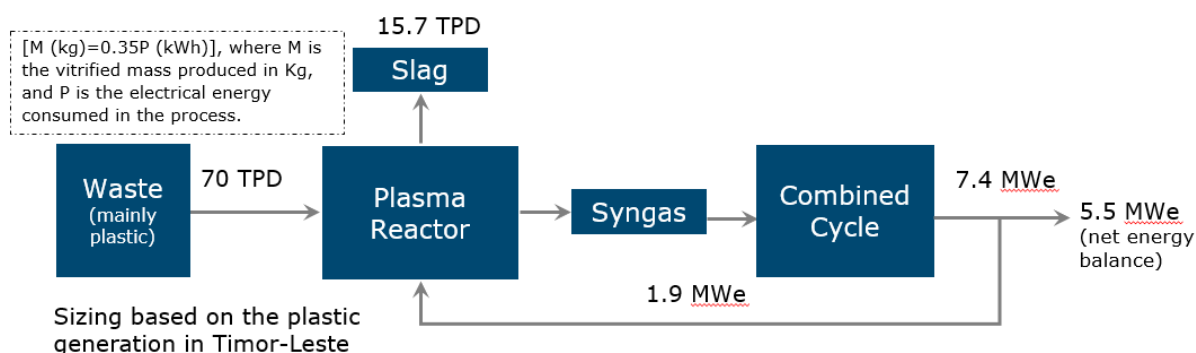 15.7 TPD
[M (kg)=0.35P (kWh)], where M is
the vitrified mass produced in Kg,
and P is the electrical energy
consumed in the process.
Slag
Waste
(mainly
plastic)
70 TPD
Plasma
Reactor
Syngas
Combined
Cycle
7.4 MWe
5.5 MWe
(net energy
balance)
1.9 MWe
Sizing based on the plastic
generation in Timor-Leste